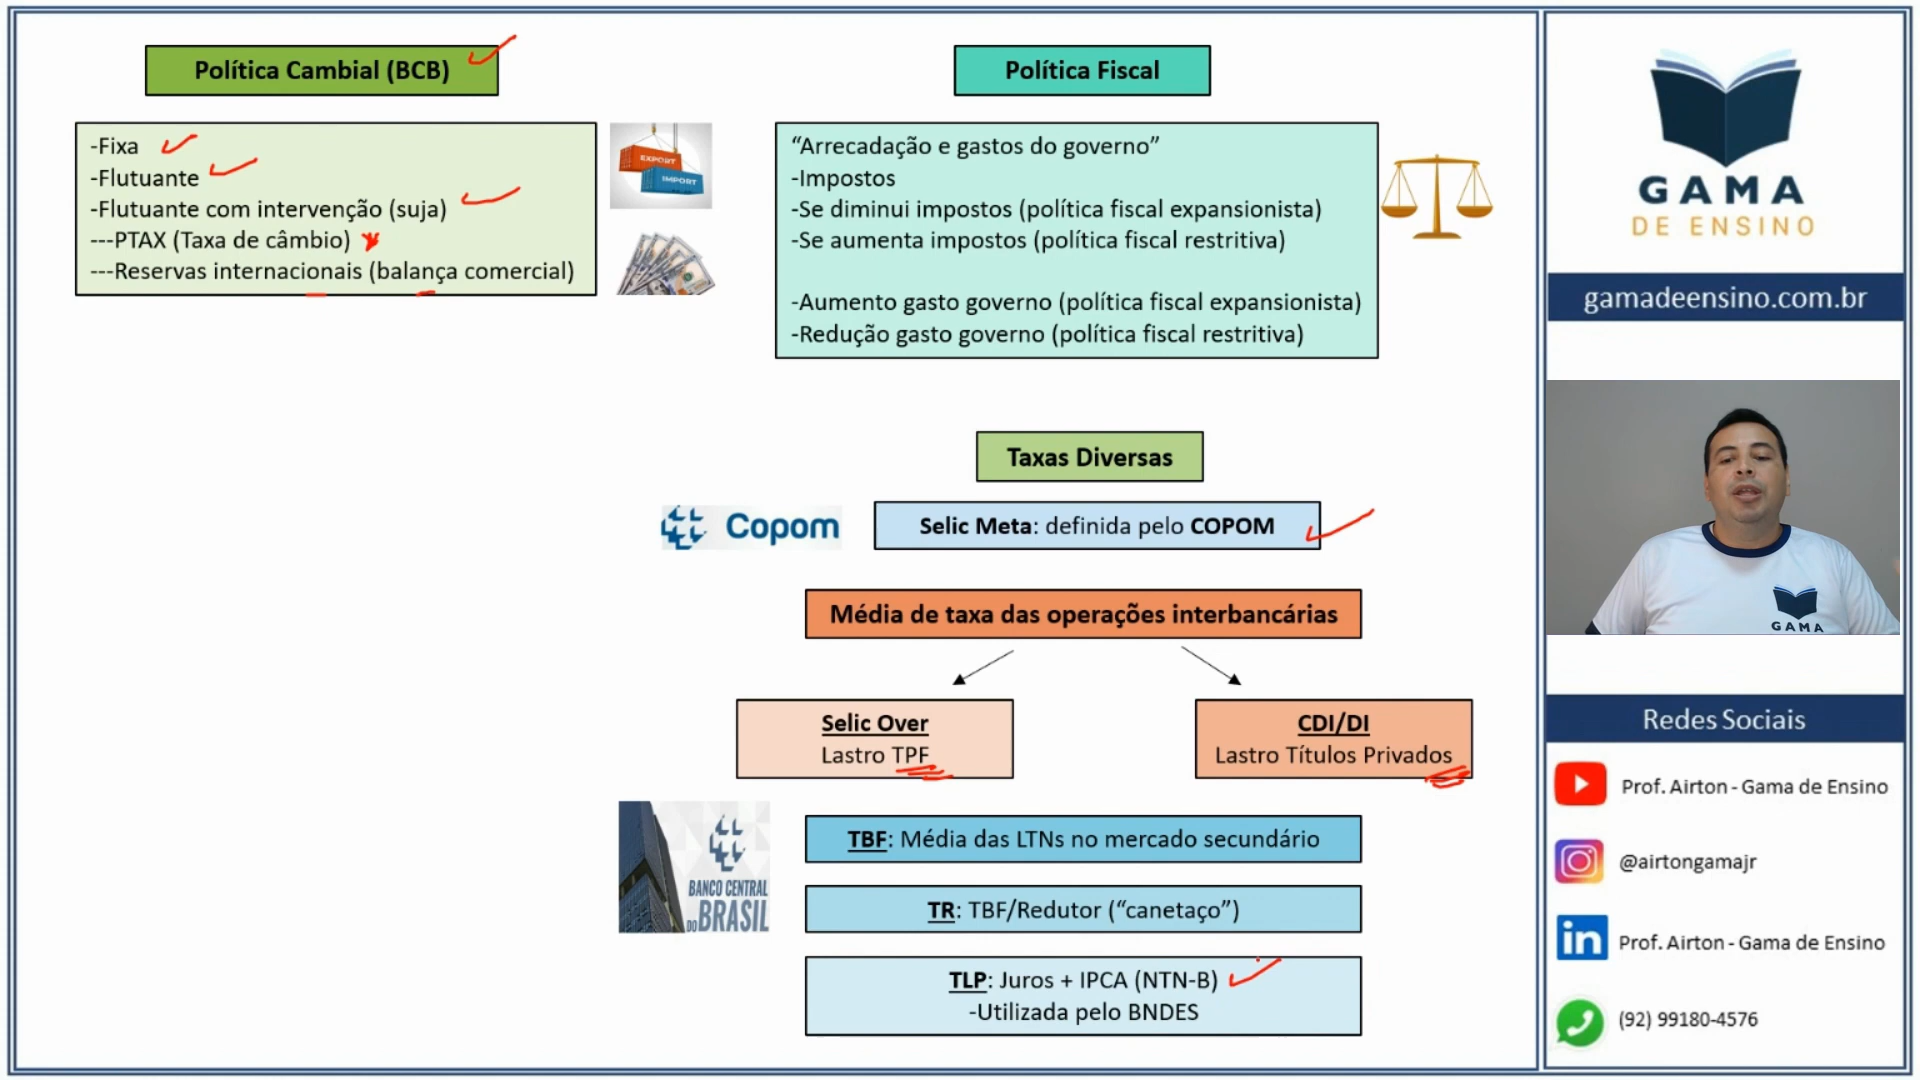 Política Cambial (BCB)
-Fixa
-Flutuante
-Flutuante com intervenção (suja)
---PTAX (Taxa de câmbio)
---Reservas internacionais (balança comercial)
EXPORT
IMPORT
Política Fiscal
“Arrecadação e gastos do governo”
-Impostos
-Se diminui impostos (política fiscal expansionista)
-Se aumenta impostos (política fiscal restritiva)
-Aumento gasto governo (política fiscal expansionista)
-Redução gasto governo (política fiscal restritiva)
Taxas Diversas
Copom
Selic Meta: definida pelo COPOM
Média de taxa das operações interbancárias
Selic Over
Lastro TPF
CDI/DI
Lastro Títulos Privados
BANCO CENTRAL
DO BRASIL
TBF: Média das LTNs no mercado secundário
TR: TBF/Redutor (“canetaço”)
TLP: Juros + IPCA (NTN-B)
-Utilizada pelo BNDES
GAMA
DE ENSINO
gamadeensino.com.br
GAMA
Redes Sociais
Prof. Airton - Gama de Ensino
@airtongamajr
in
Prof. Airton - Gama de Ensino
(92) 99180-4576